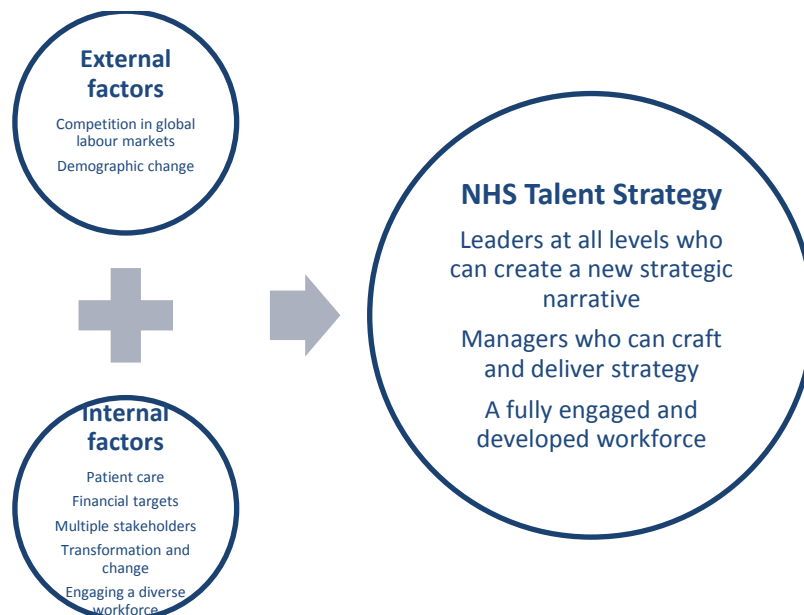 External
factors
Competition in global
labour markets
Demographic change
Internal
factors
Patient care
Financial targets
Multiple stakeholders
Transformation and
change
Engaging a diverse
workforce
NHS Talent Strategy
Leaders at all levels who
can create a new strategic
narrative
Managers who can craft
and deliver strategy
A fully engaged and
developed workforce